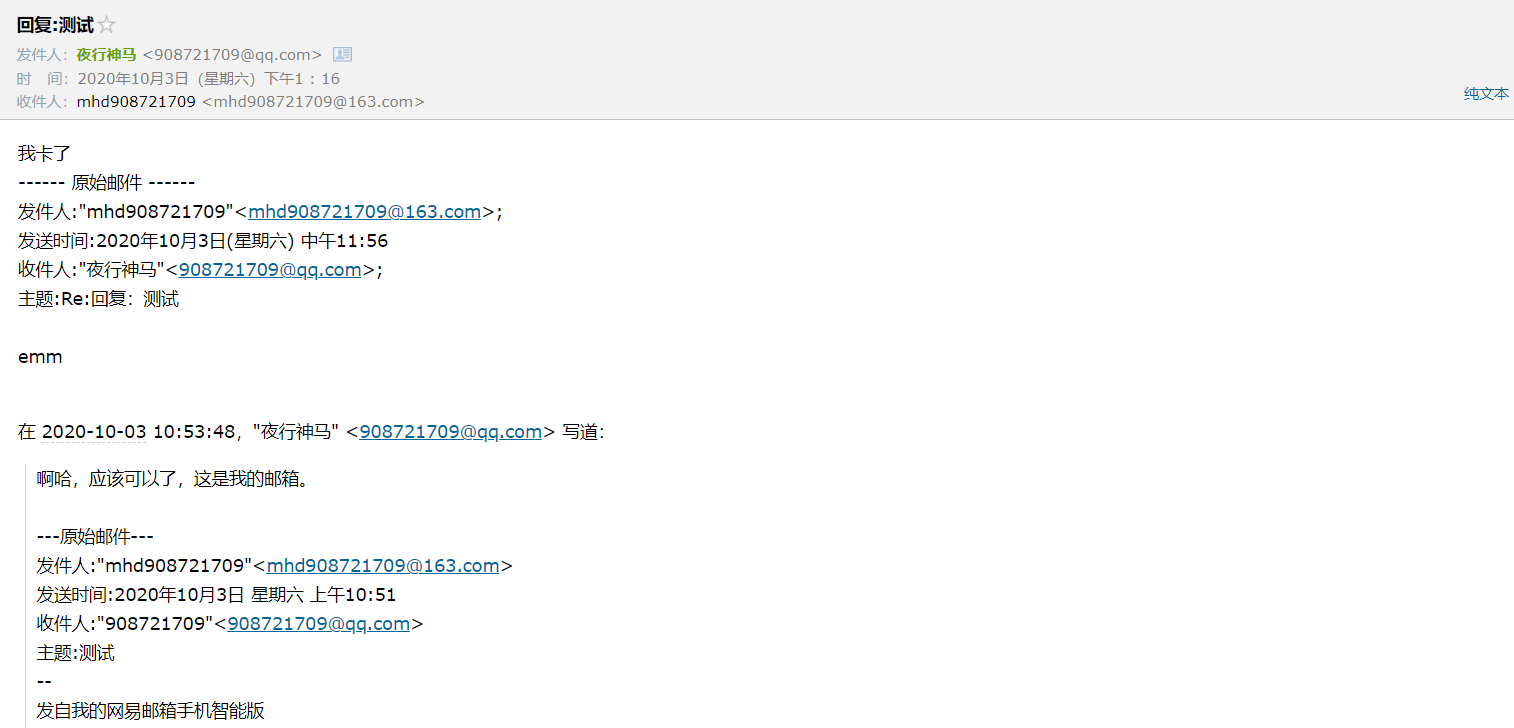 回复:测试
发件人：夜行神马 <908721709@qq.com>
时 间：2020年10月3日（星期六）下午1：16
收件人：mhd908721709 <mhd908721709@163.com>
纯文本
我卡了
------ 原始邮件 ------
发件人:"mhd908721709"<mhd908721709@163.com>;
发送时间:2020年10月3日(星期六) 中午11:56
收件人:"夜行神马"<908721709@qq.com>;
主题:Re:回复：测试
emm
在 2020-10-03 10:53:48，"夜行神马" <908721709@qq.com> 写道：
啊哈，应该可以了，这是我的邮箱。
---原始邮件---
发件人:"mhd908721709"<mhd908721709@163.com>
发送时间:2020年10月3日 星期六 上午10:51
收件人:"908721709"<908721709@qq.com>
主题:测试
--
发自我的网易邮箱手机智能版